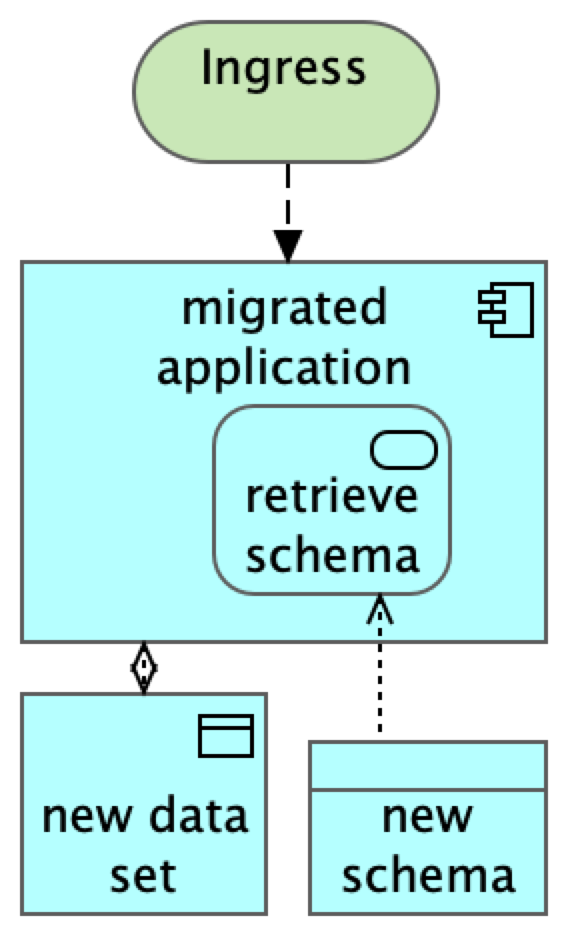 Ingress
migrated
application
retrieve
schema
new data
set
new
schema